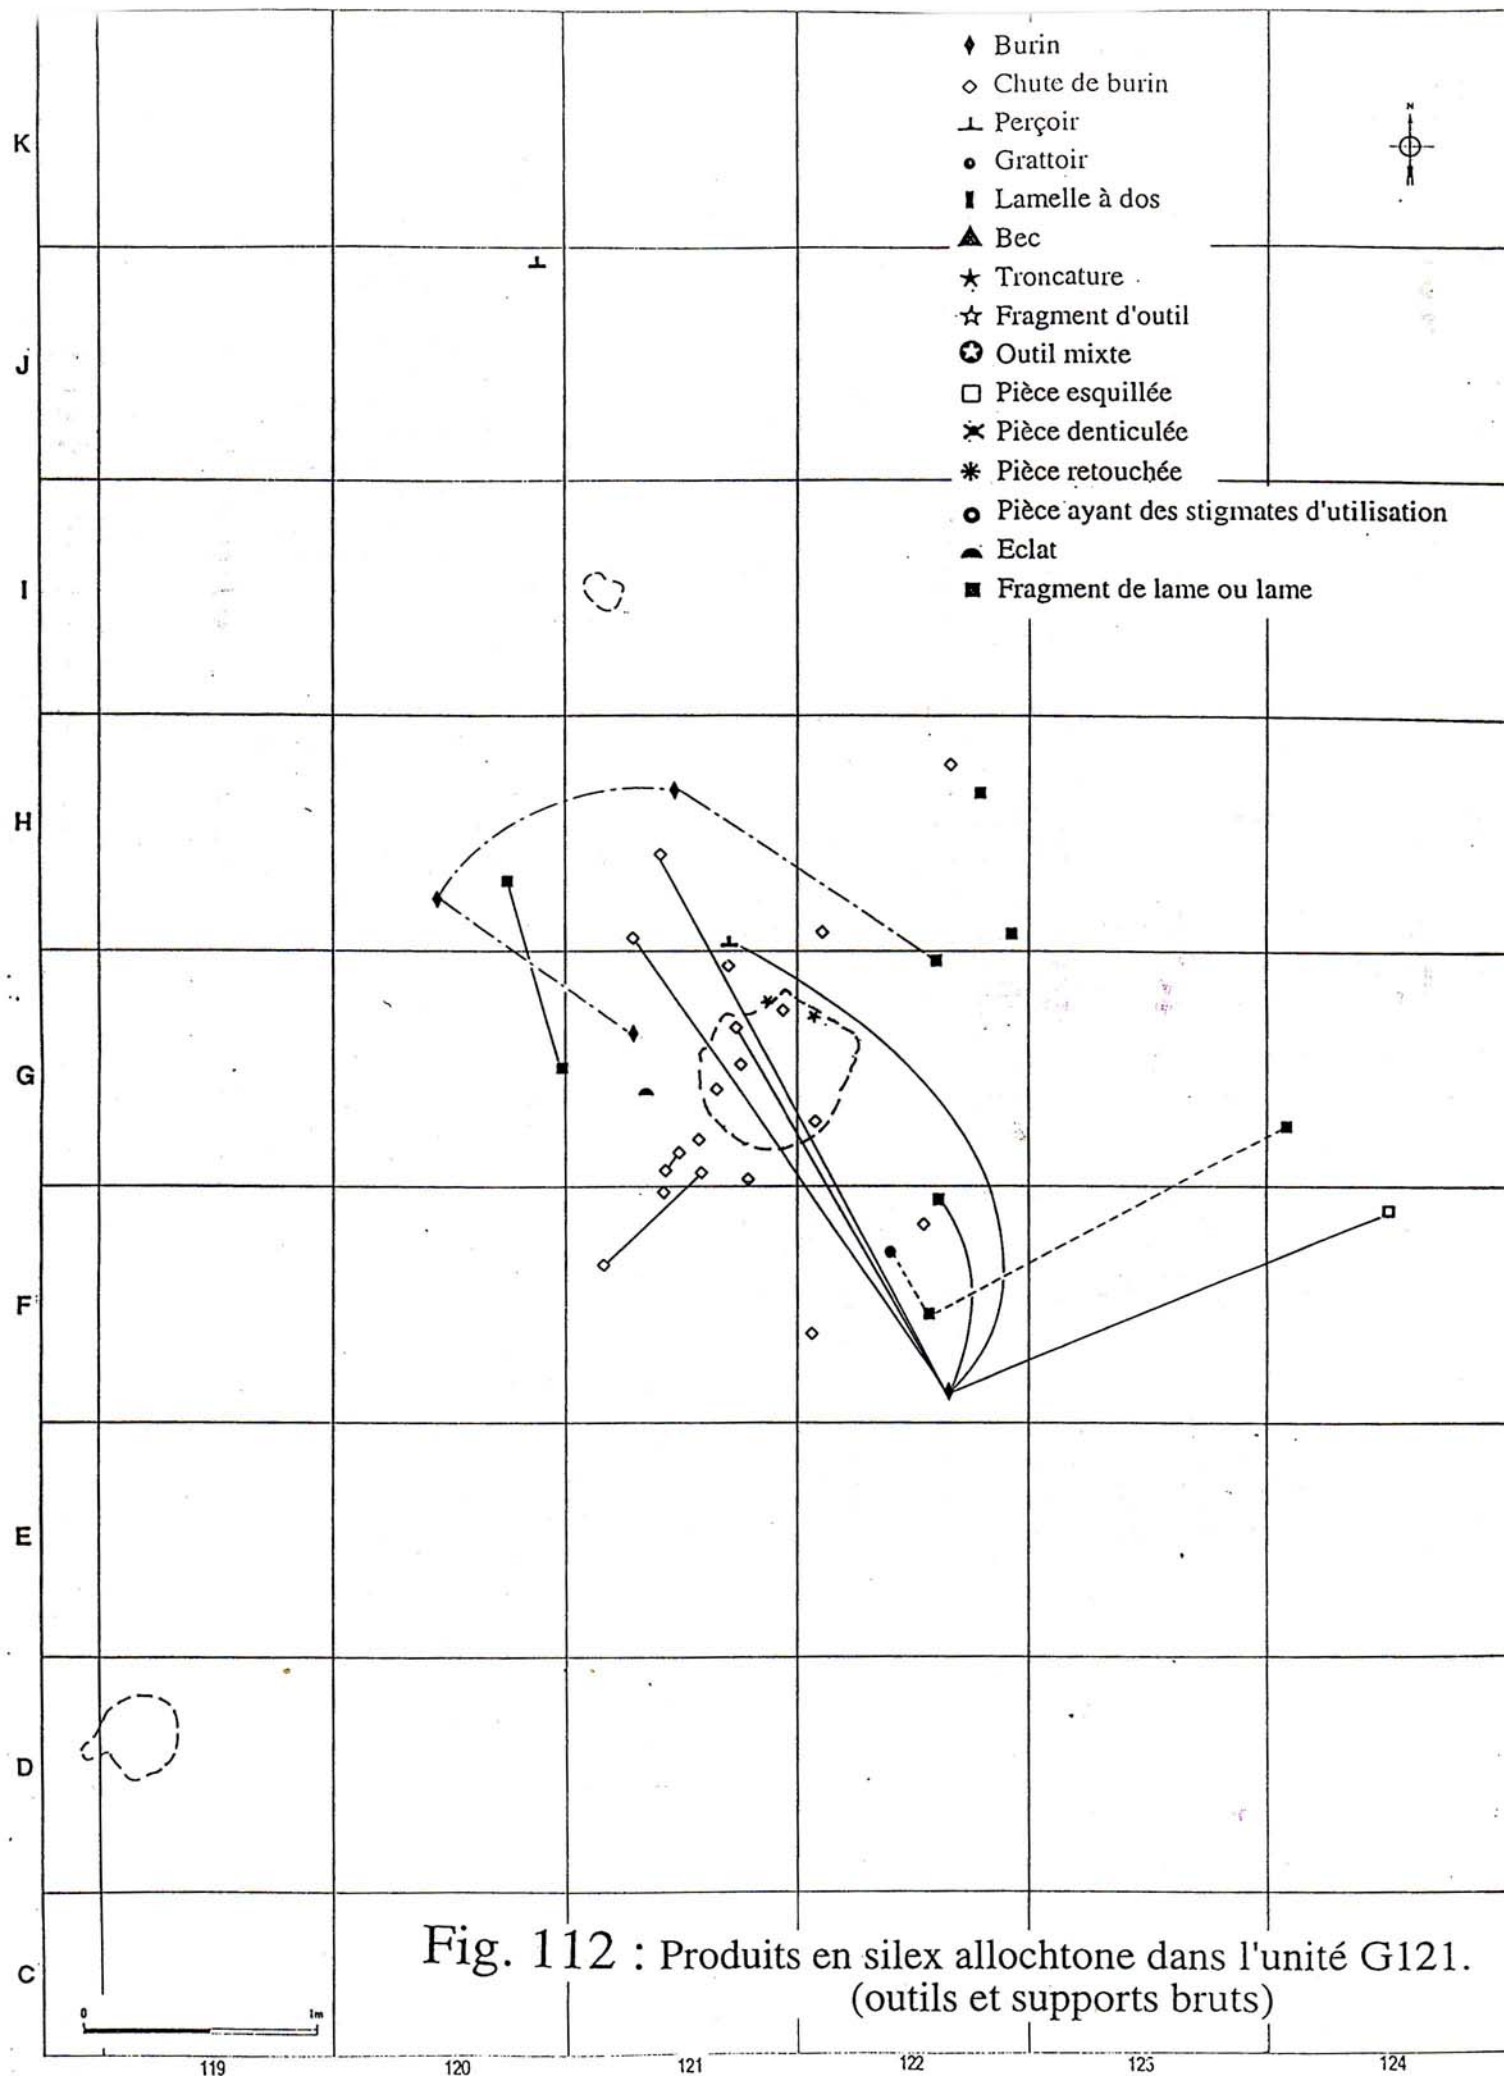 Burin
Chute de burin
Perçoir
Grattoir
Lamelle à dos
Bec
Troncature
Fragment d'outil
Outil mixte
Pièce esquillée
Pièce denticulée
Pièce retouchée
Pièce ayant des stigmates d'utilisation
Eclat
Fragment de lame ou lame
N
K
J
I
H
G
F
E
D
C
Fig. 112 : Produits en silex allochtone dans l'unité G121.
(outils et supports bruts)
0 1m
119 120 121 122 123 124